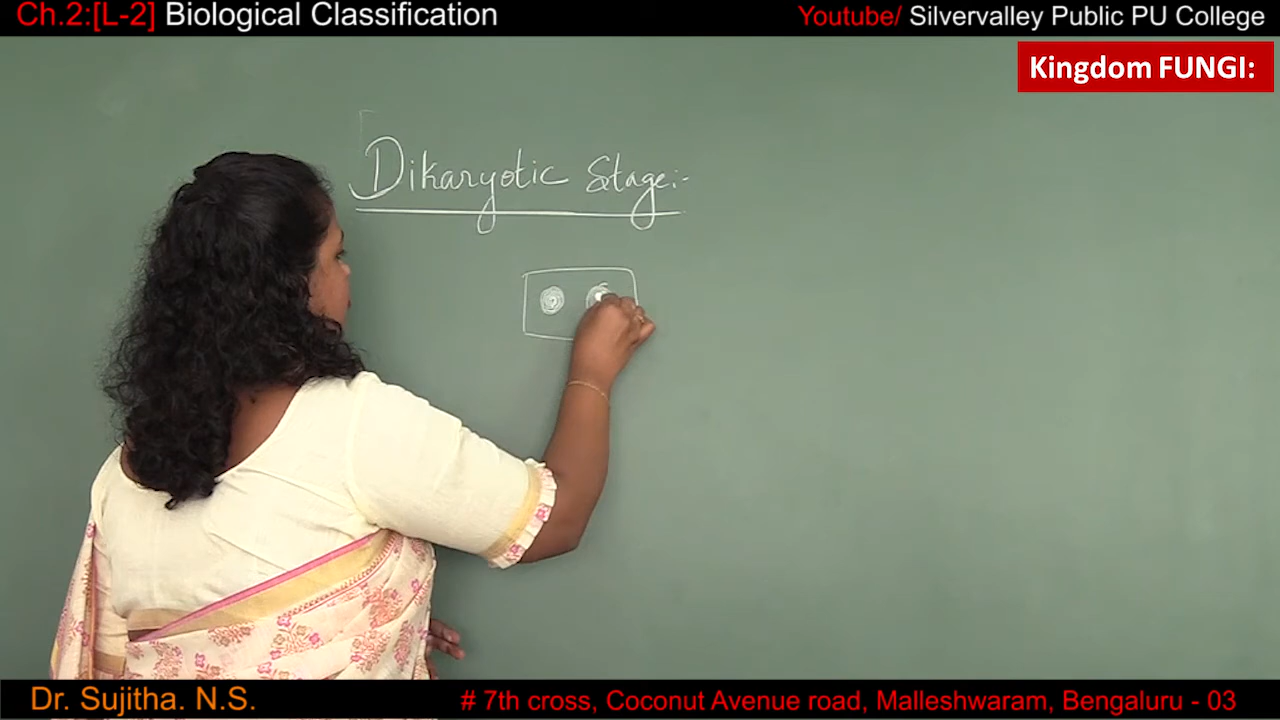 Ch.2:[L-2] Biological Classification
Youtube/ Silvervalley Public PU College
Kingdom FUNGI:
Dikaryotic Stage:-
Dr. Sujitha. N.S.
# 7th cross, Coconut Avenue road, Malleshwaram, Bengaluru - 03